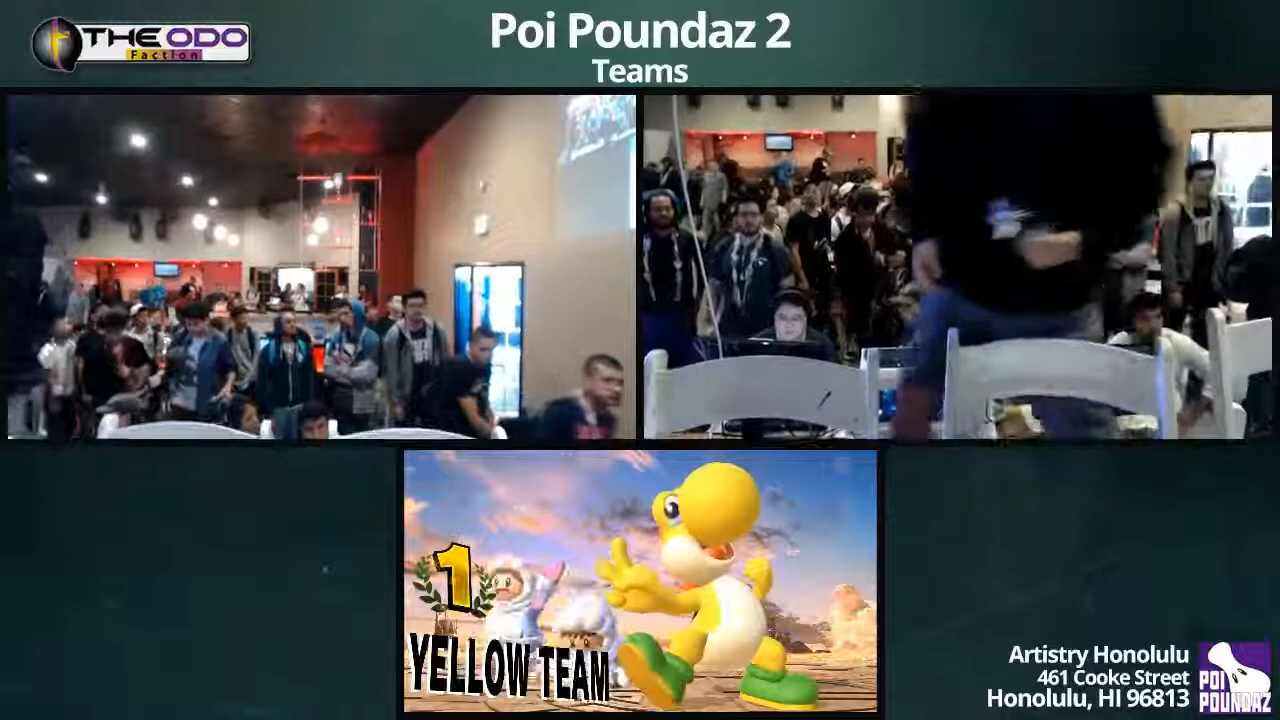 THE ODO
Faction
Poi Poundaz 2
Teams
1
YELLOW TEAM
Artistry Honolulu
461 Cooke Street
Honolulu, HI 96813
POI
POUNDAZ